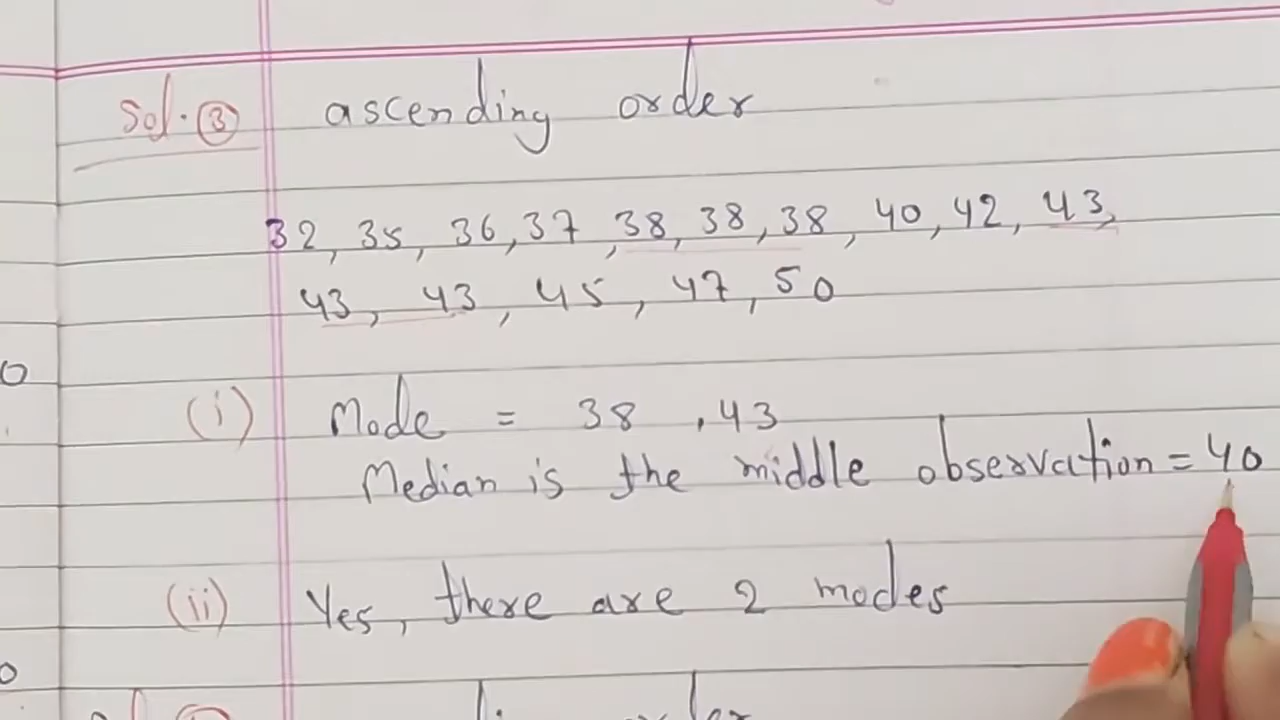 Sol. ③ ascending order
32, 35, 36, 37, 38, 38, 38, 40, 42, 43,
43, 43, 45, 47, 50
(i) Mode = 38 , 43
Median is the middle observation = 40
(ii) Yes, there are 2 modes